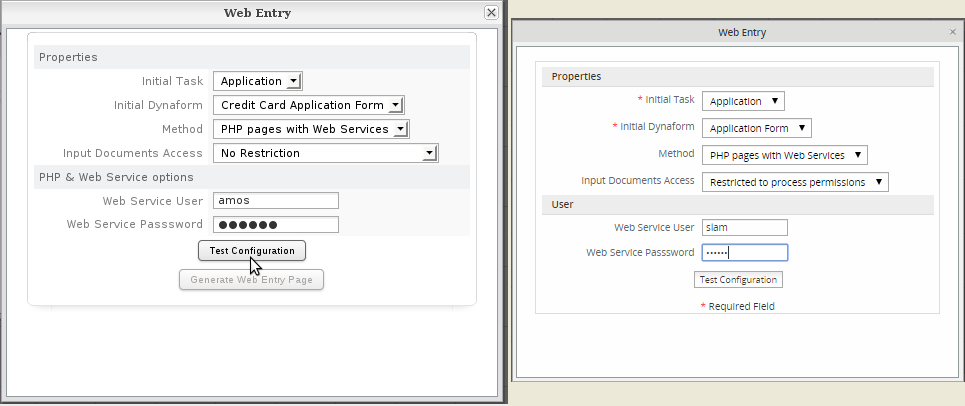 Web Entry
Properties
Initial Task Application
Initial Dynaform Credit Card Application Form
Method PHP pages with Web Services
Input Documents Access No Restriction
PHP & Web Service options
Web Service User amos
Web Service Passsword ●●●●●●
Test Configuration
Generate Web Entry Page
Web Entry
Properties
* Initial Task Application
* Initial Dynaform Application Form
Method PHP pages with Web Services
Input Documents Access Restricted to process permissions
User
Web Service User slam
Web Service Passsword ••••••
Test Configuration
* Required Field